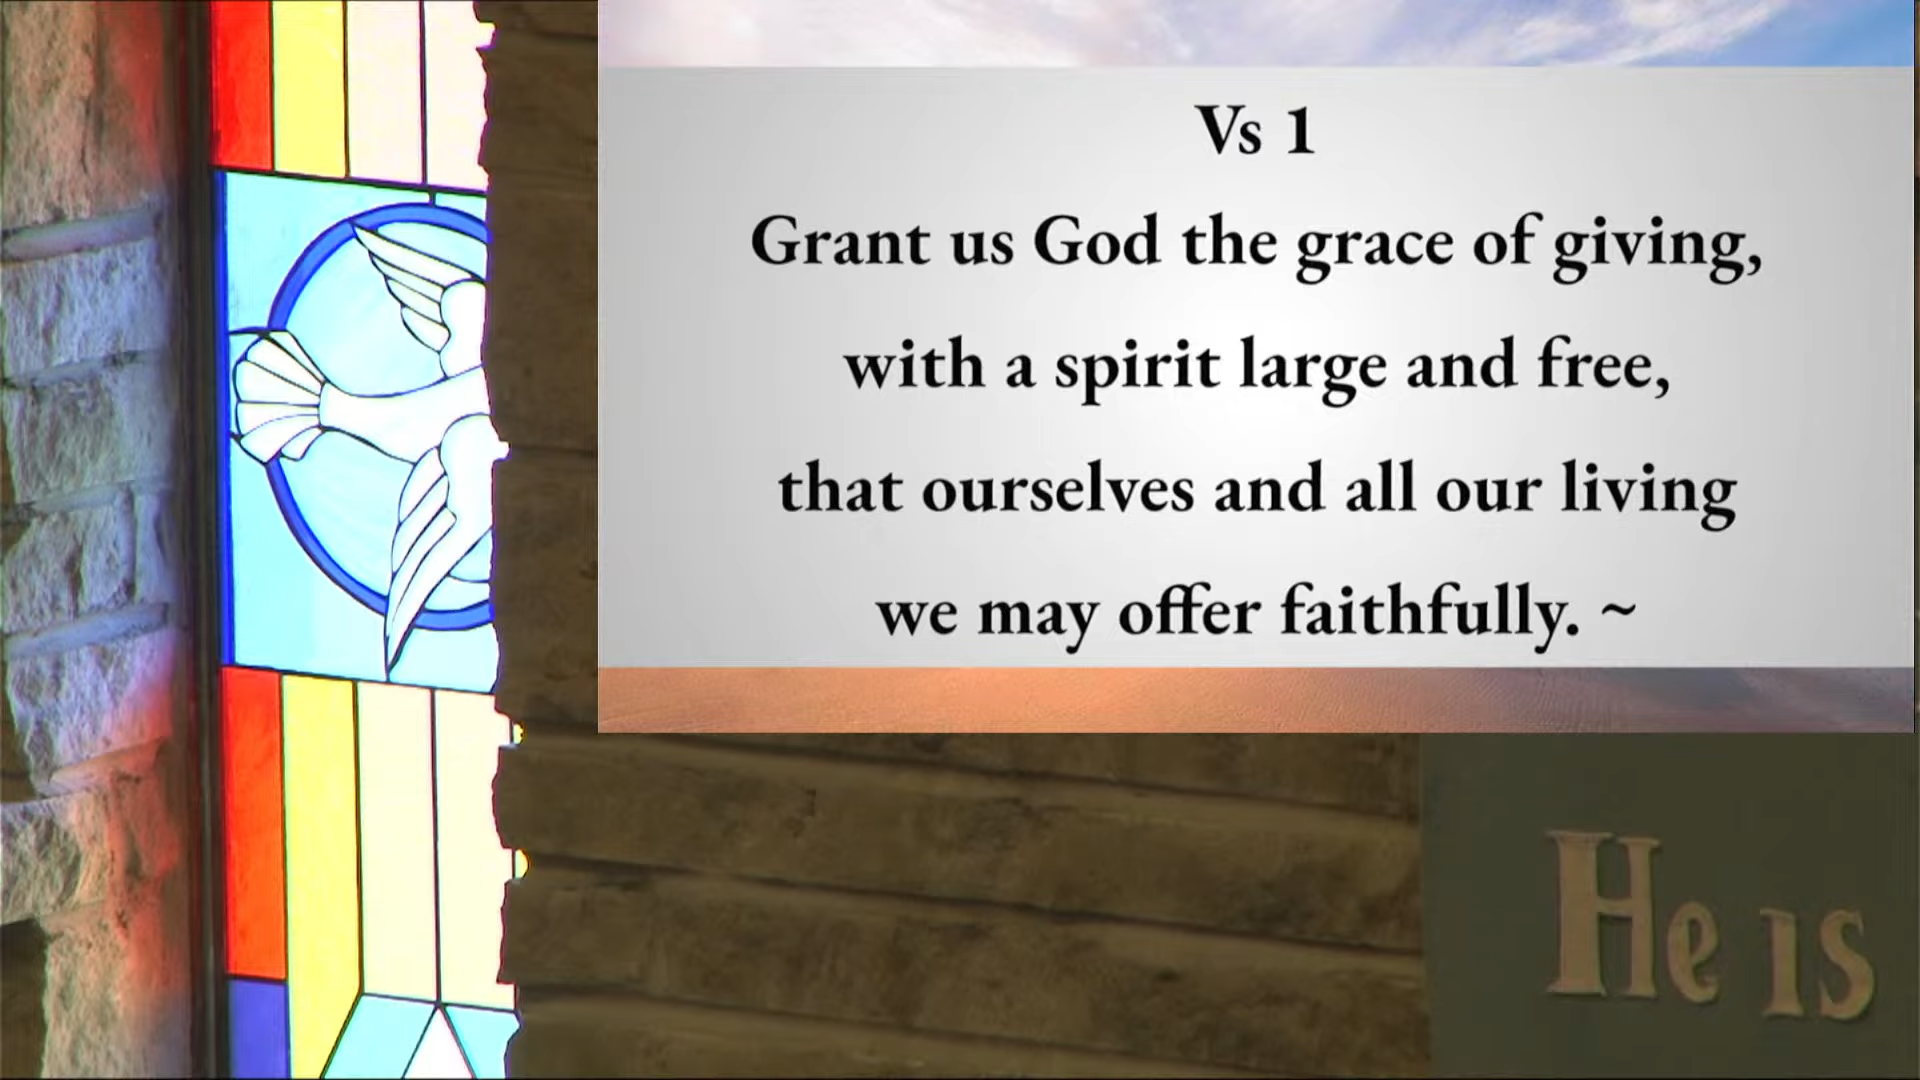 Vs 1
Grant us God the grace of giving,
with a spirit large and free,
that ourselves and all our living
we may offer faithfully. ~
He is